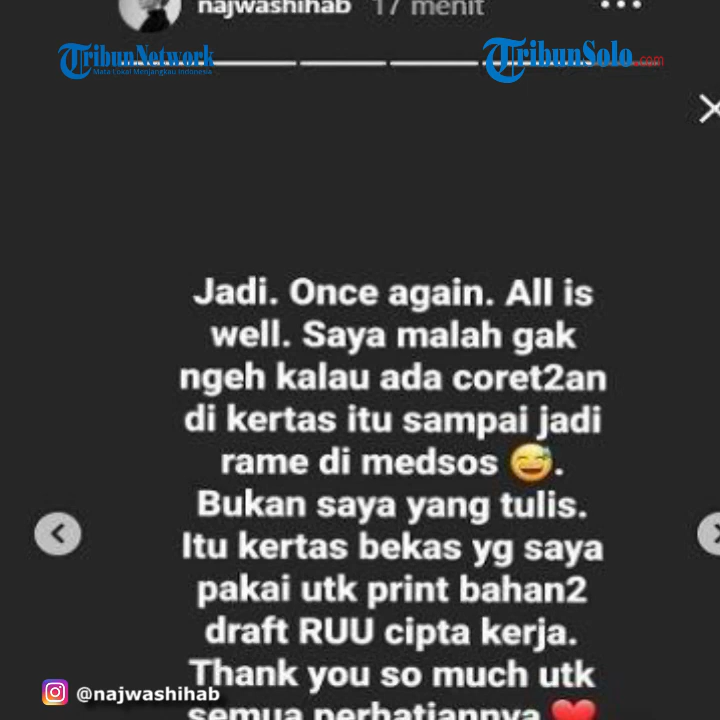 najwashihab 17 menit
TribunNetwork
Mata Lokal Menjangkau Indonesia
TribunSolo.com
Jadi. Once again. All is
well. Saya malah gak
ngeh kalau ada coret2an
di kertas itu sampai jadi
rame di medsos 😅.
Bukan saya yang tulis.
Itu kertas bekas yg saya
pakai utk print bahan2
draft RUU cipta kerja.
Thank you so much utk
semua perhatiannya ❤️
@najwashihab